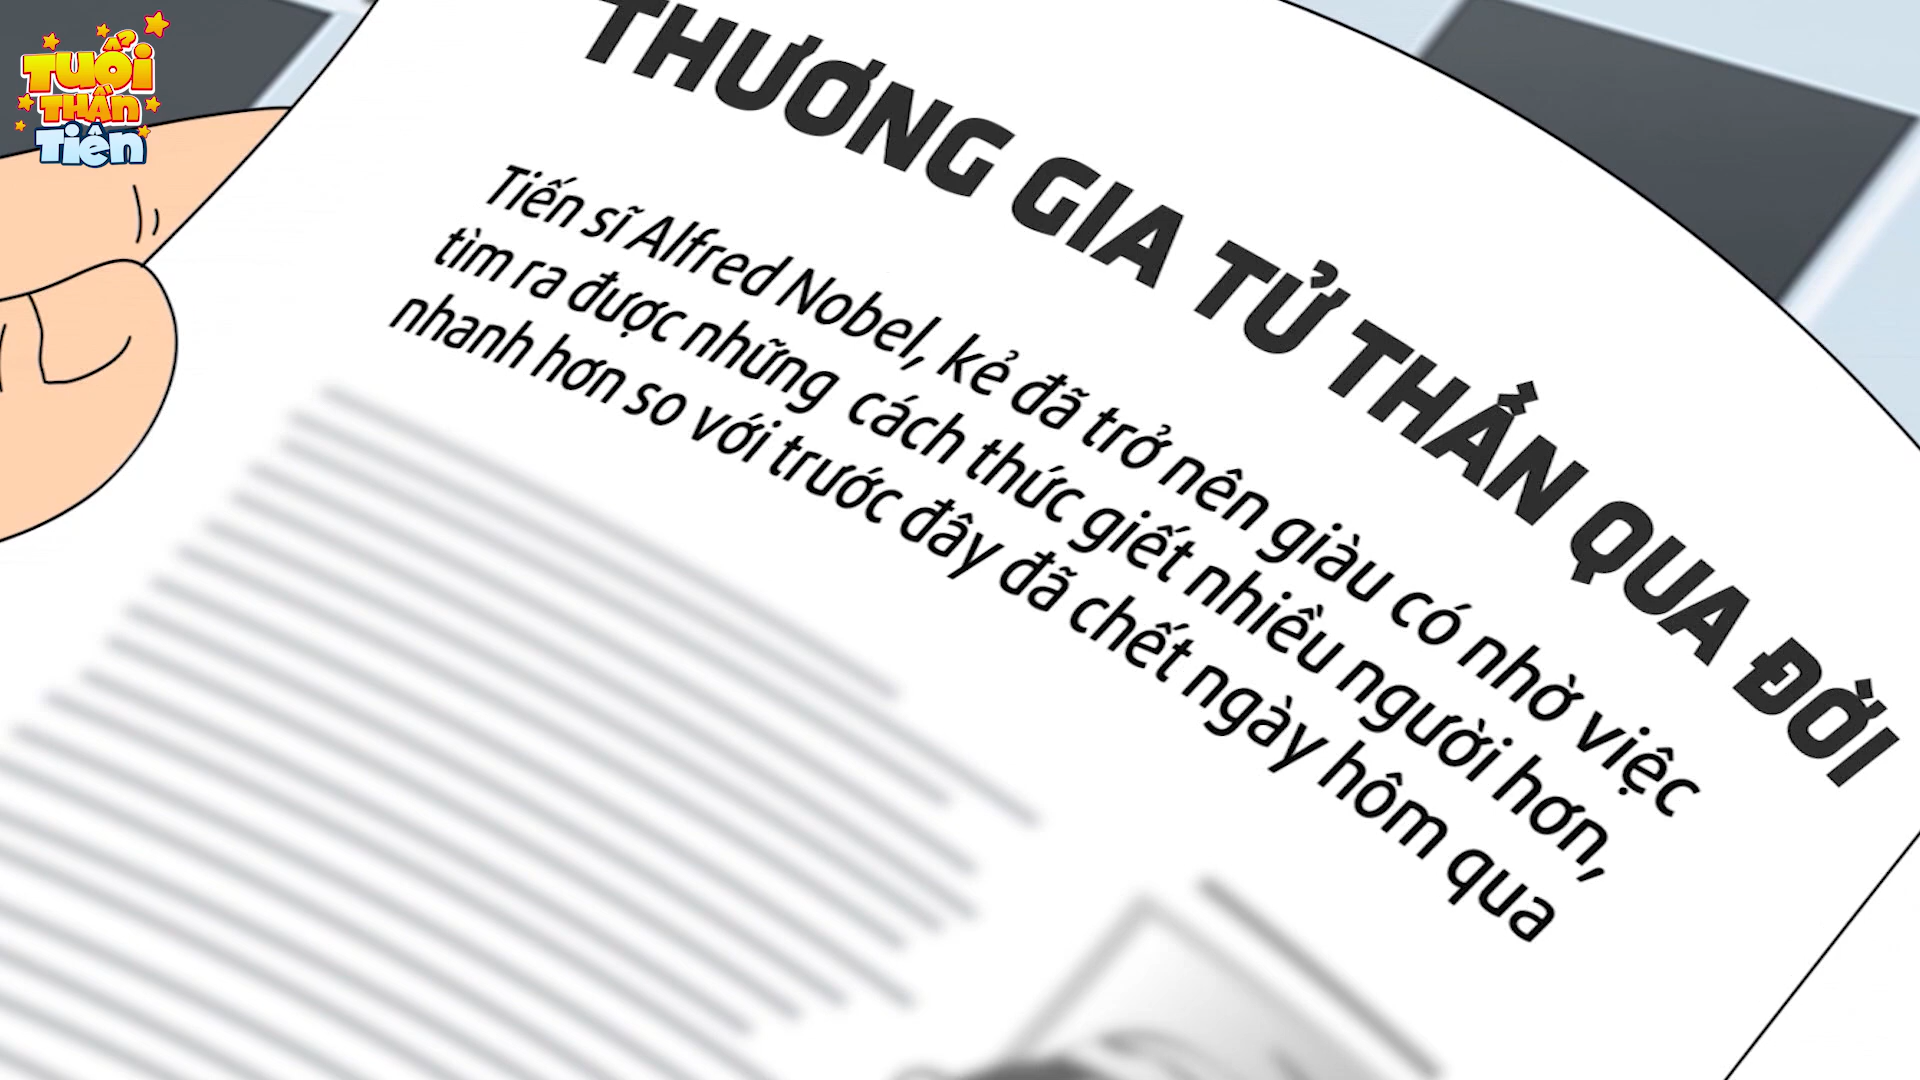 TUỔI
THẦN
Tiên
THƯƠNG GIA TỬ THẦN QUA ĐỜI
Tiến sĩ Alfred Nobel, kẻ đã trở nên giàu có nhờ việc
tìm ra được những cách thức giết nhiều người hơn,
nhanh hơn so với trước đây đã chết ngày hôm qua